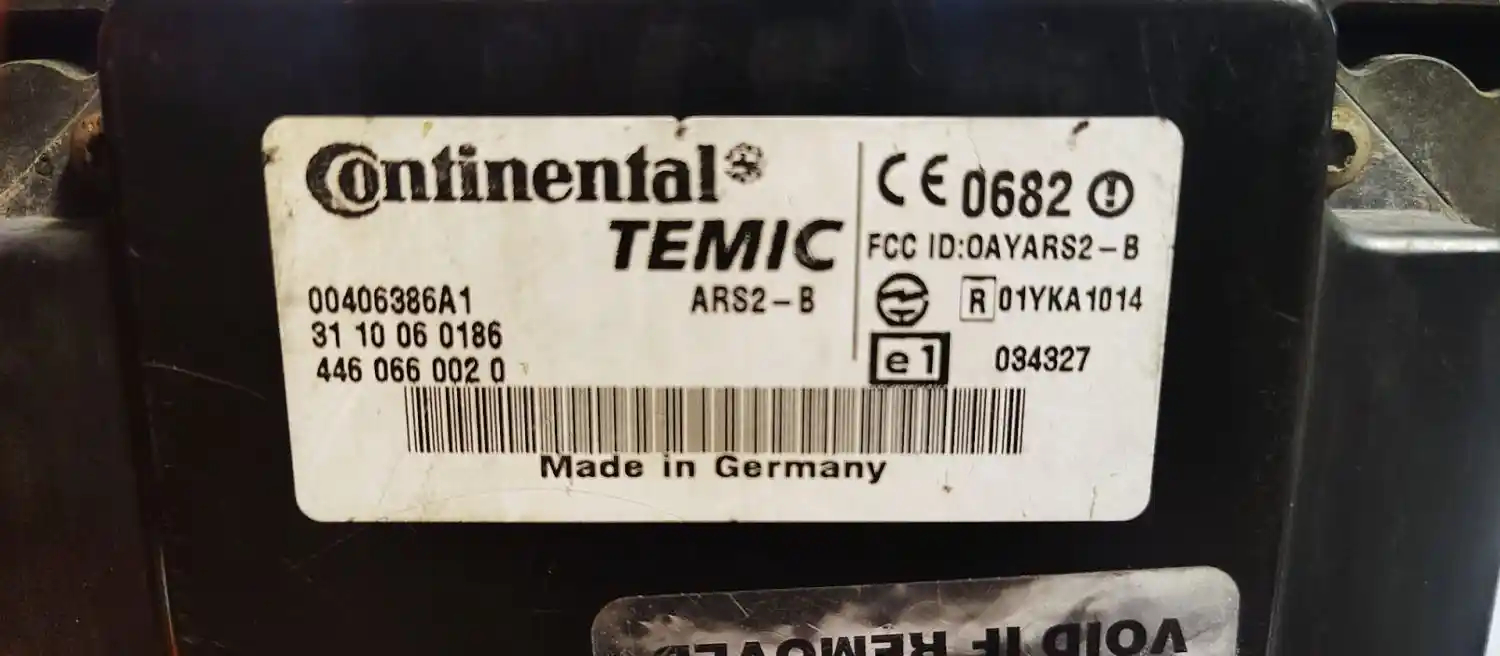 Continental
TEMIC
ARS2-B
00406386A1
31 10 06 0186
446 066 002 0
CE 0682
FCC ID:OAYARS2-B
R 01YKA1014
e1 034327
Made in Germany
VOID IF REMOVED